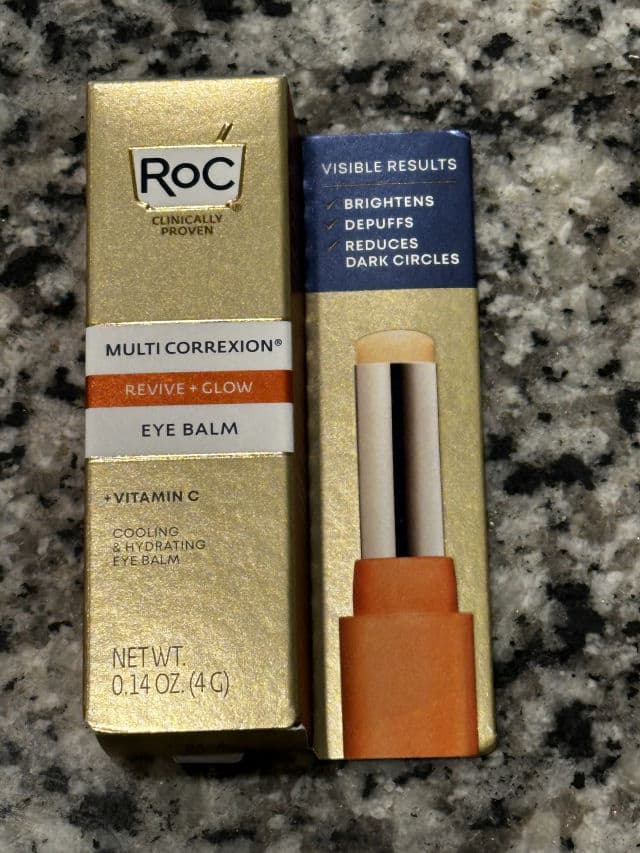 RoC®
CLINICALLY
PROVEN
MULTI CORREXION®
REVIVE + GLOW
EYE BALM
+ VITAMIN C
COOLING
& HYDRATING
EYE BALM
NET WT.
0.14 OZ. (4 G)
VISIBLE RESULTS
✓ BRIGHTENS
✓ DEPUFFS
✓ REDUCES
DARK CIRCLES